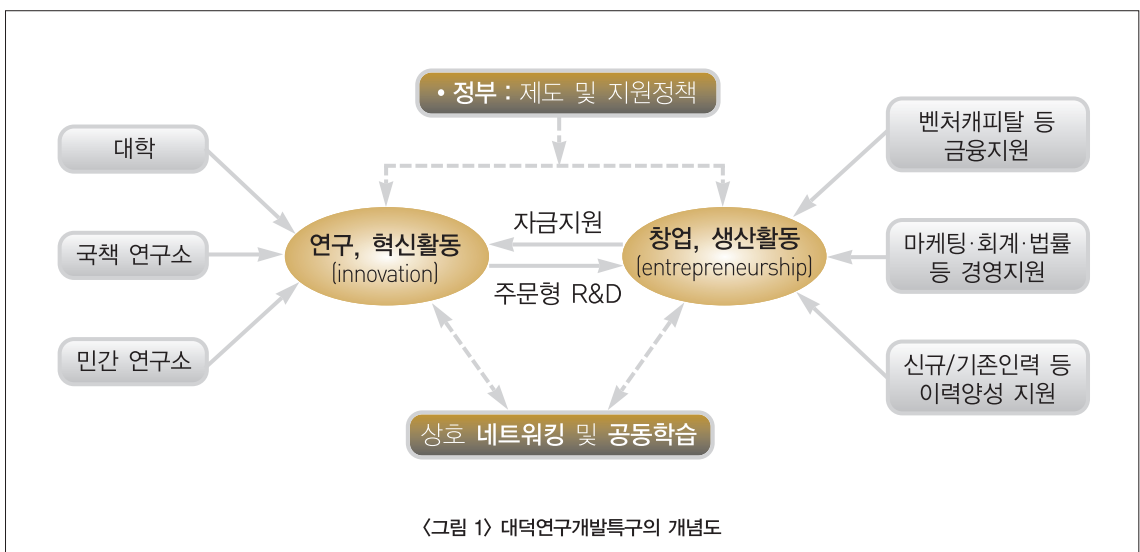 • 정부 : 제도 및 지원정책
대학
국책 연구소
민간 연구소
연구, 혁신활동
(innovation)
자금지원
주문형 R&D
창업, 생산활동
(entrepreneurship)
벤처캐피탈 등
금융지원
마케팅·회계·법률
등 경영지원
신규/기존인력 등
이력양성 지원
상호 네트워킹 및 공동학습
〈그림 1〉 대덕연구개발특구의 개념도